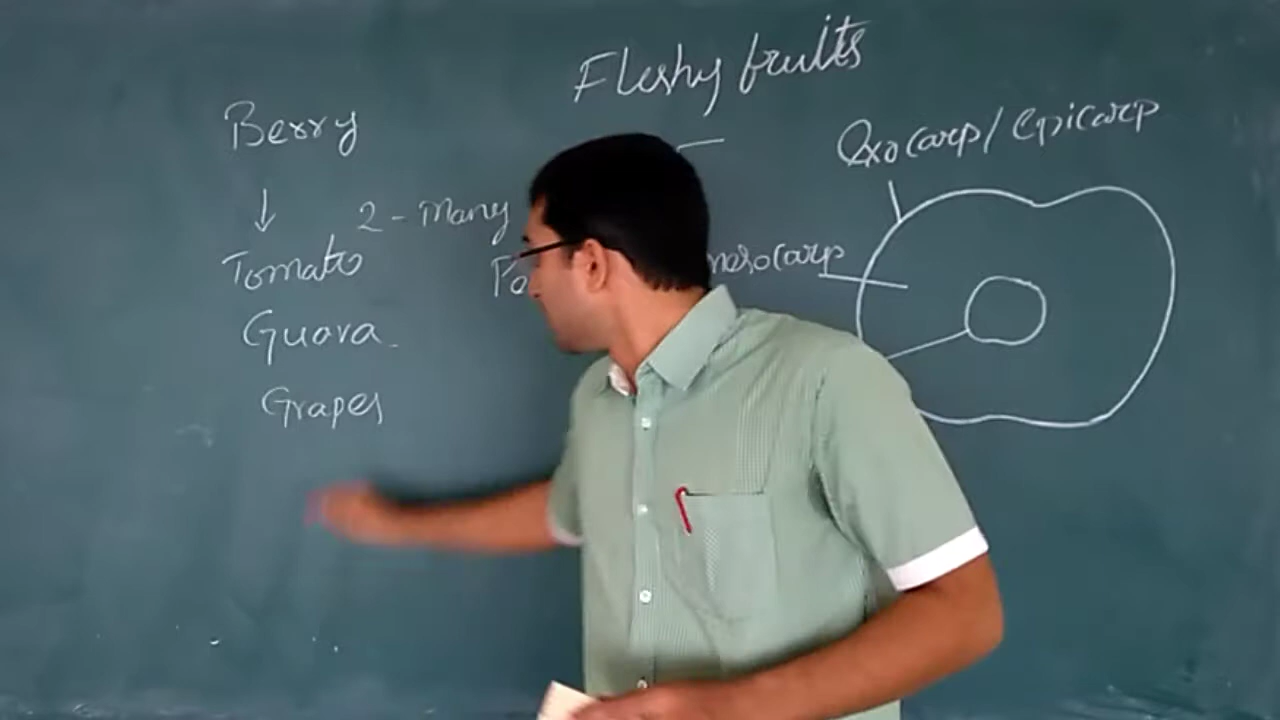 Fleshy fruits
Berry
Exocarp/Epicarp
2 - Many
Tomato
mesocarp
Guava
Grapes